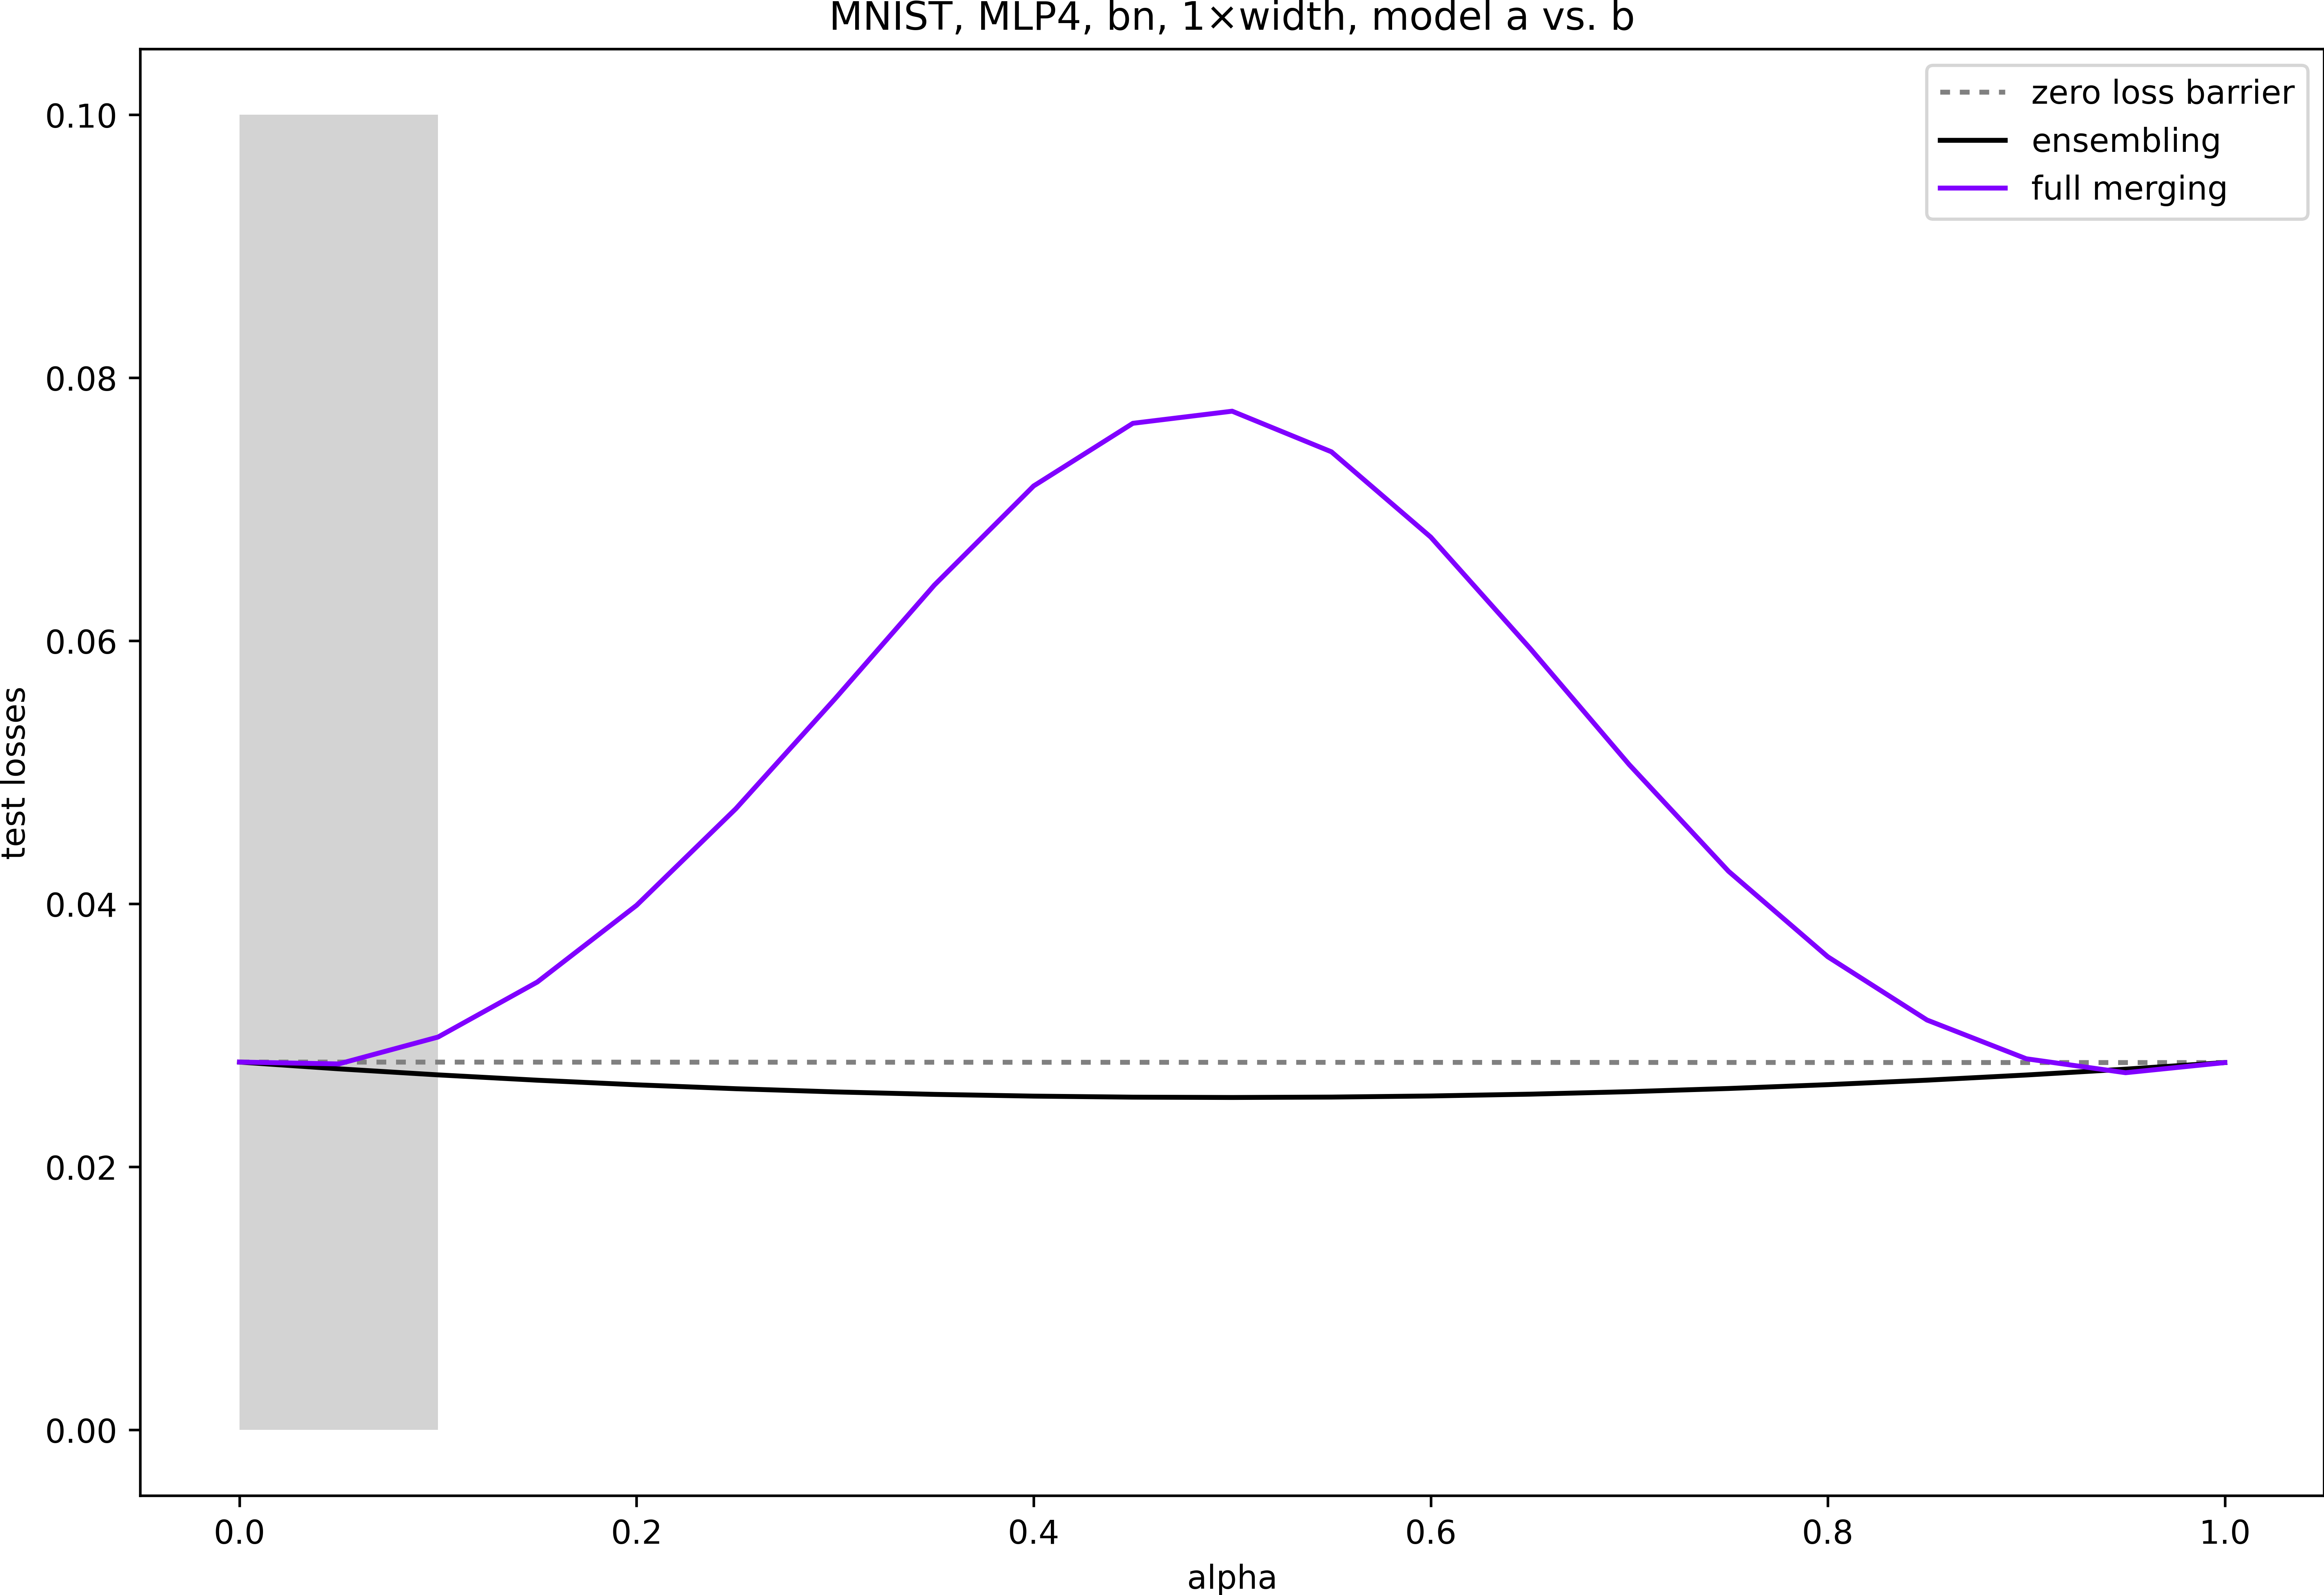 MNIST, MLP4, bn, 1×width, model a vs. b
zero loss barrier
ensembling
full merging
0.10
0.08
0.06
0.04
0.02
0.00
test losses
0.0 0.2 0.4 0.6 0.8 1.0
alpha